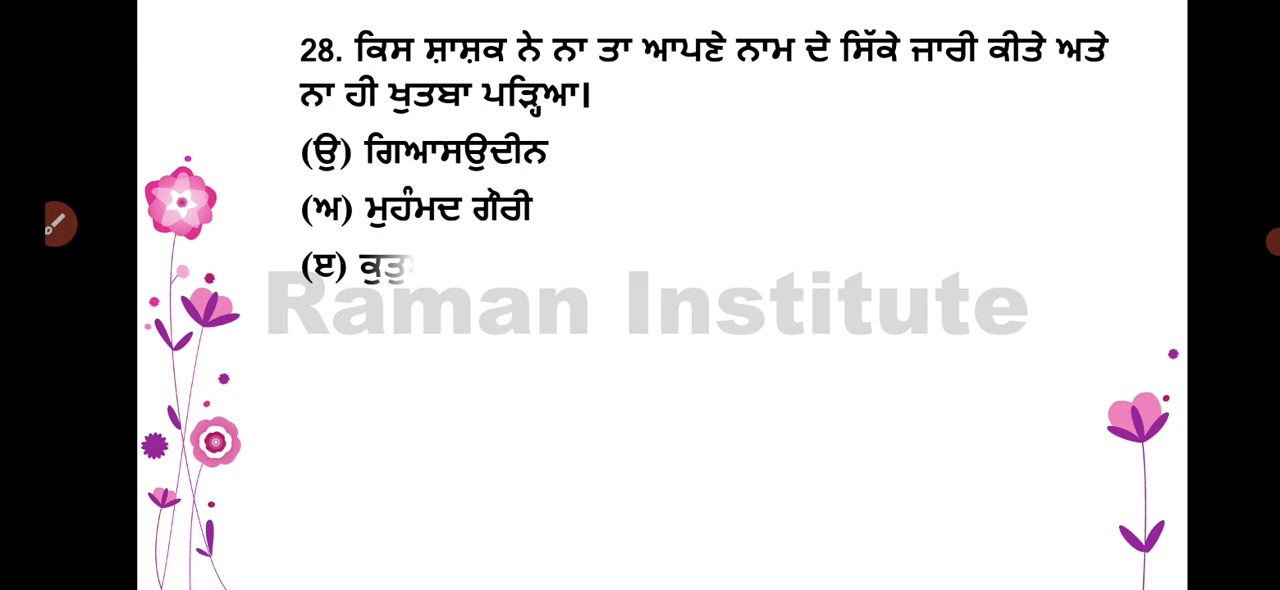 28. ਕਿਸ ਸ਼ਾਸ਼ਕ ਨੇ ਨਾ ਤਾ ਆਪਣੇ ਨਾਮ ਦੇ ਸਿੱਕੇ ਜਾਰੀ ਕੀਤੇ ਅਤੇ
ਨਾ ਹੀ ਖੁਤਬਾ ਪੜ੍ਹਿਆ।
(ਉ) ਗਿਆਸਉਦੀਨ
(ਅ) ਮੁਹੰਮਦ ਗੌਰੀ
(ੲ)
Raman Institute